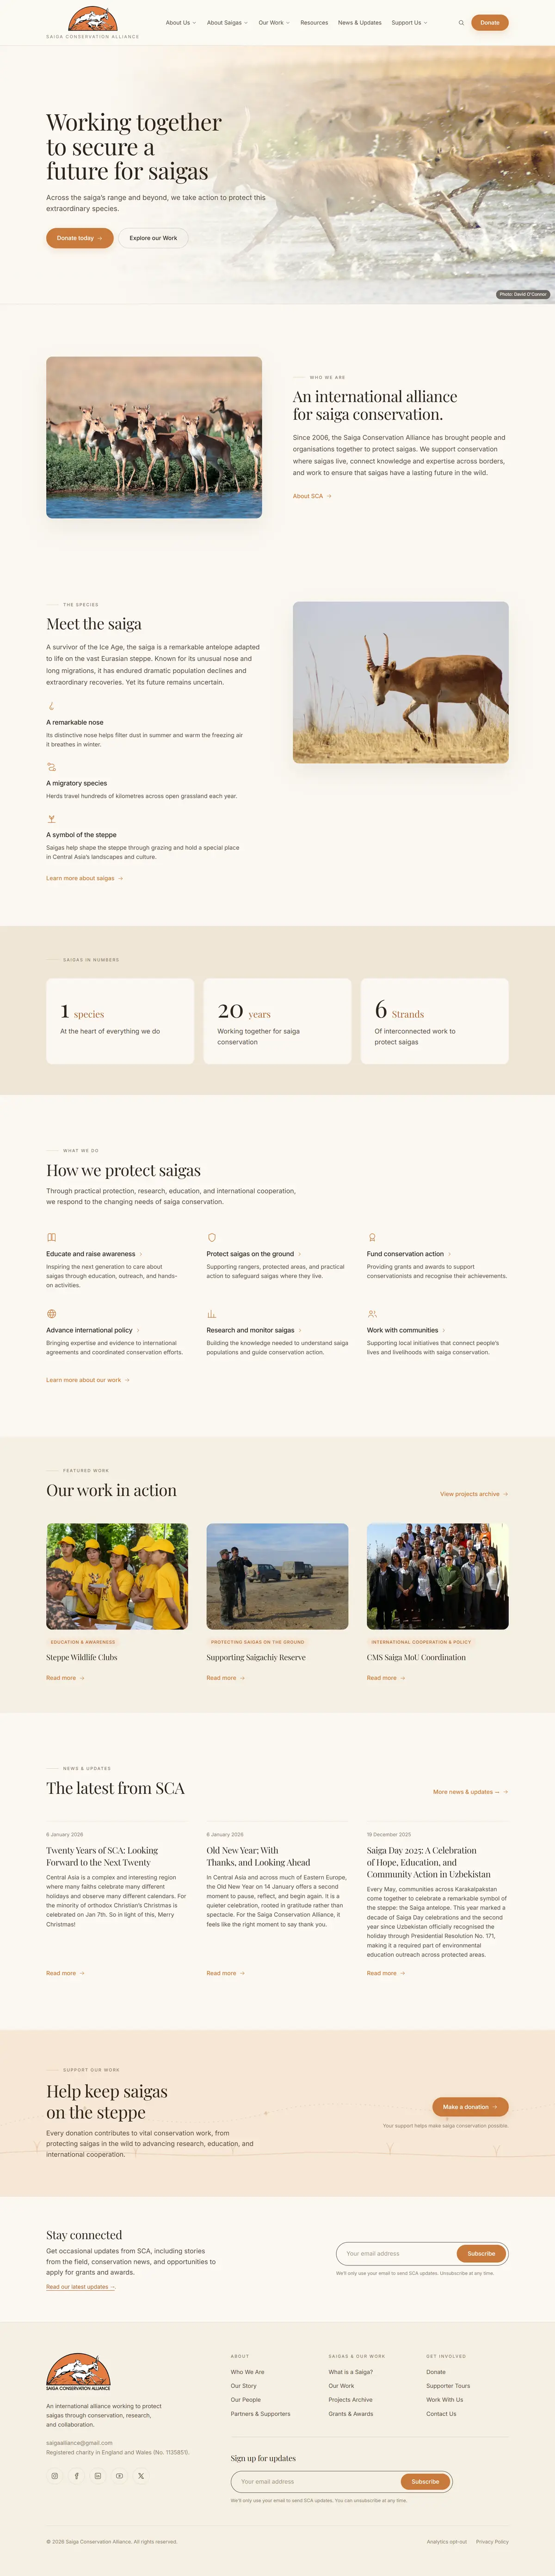 SAIGA CONSERVATION ALLIANCE
About Us
About Saigas
Our Work
Resources
News & Updates
Support Us
Donate
Working together
to secure a
future for saigas
Across the saiga's range and beyond, we take action to protect this
extraordinary species.
Donate today →
Explore our Work
Photo: David O'Connor
WHO WE ARE
An international alliance
for saiga conservation.
Since 2006, the Saiga Conservation Alliance has brought people and
organisations together to protect saigas. We support conservation
where saigas live, connect knowledge and expertise across borders,
and work to ensure that saigas have a lasting future in the wild.
About SCA →
THE SPECIES
Meet the saiga
A survivor of the Ice Age, the saiga is a remarkable antelope adapted
to life on the vast Eurasian steppe. Known for its unusual nose and
long migrations, it has endured dramatic population declines and
extraordinary recoveries. Yet its future remains uncertain.
A remarkable nose
Its distinctive nose helps filter dust in summer and warm the freezing air
it breathes in winter.
A migratory species
Herds travel hundreds of kilometres across open grassland each year.
A symbol of the steppe
Saigas help shape the steppe through grazing and hold a special place
in Central Asia's landscapes and culture.
Learn more about saigas →
SAIGAS IN NUMBERS
1 species
At the heart of everything we do
20 years
Working together for saiga
conservation
6 Strands
Of interconnected work to
protect saigas
WHAT WE DO
How we protect saigas
Through practical protection, research, education, and international cooperation,
we respond to the changing needs of saiga conservation.
Educate and raise awareness
Inspiring the next generation to care about
saigas through education, outreach, and hands-
on activities.
Protect saigas on the ground
Supporting rangers, protected areas, and practical
action to safeguard saigas where they live.
Fund conservation action
Providing grants and awards to support
conservationists and recognise their achievements.
Advance international policy
Bringing expertise and evidence to international
agreements and coordinated conservation efforts.
Research and monitor saigas
Building the knowledge needed to understand saiga
populations and guide conservation action.
Work with communities
Supporting local initiatives that connect people's
lives and livelihoods with saiga conservation.
Learn more about our work →
FEATURED WORK
Our work in action
View projects archive →
EDUCATION & AWARENESS
Steppe Wildlife Clubs
Read more →
PROTECTING SAIGAS ON THE GROUND
Supporting Saigachiy Reserve
Read more →
INTERNATIONAL COOPERATION & POLICY
CMS Saiga MoU Coordination
Read more →
NEWS & UPDATES
The latest from SCA
More news & updates → →
6 January 2026
Twenty Years of SCA: Looking
Forward to the Next Twenty
Central Asia is a complex and interesting region
where many faiths celebrate many different
holidays and observe many different calendars. For
the minority of orthodox Christian's Christmas is
celebrated on Jan 7th. So in light of this, Merry
Christmas!
Read more →
6 January 2026
Old New Year; With
Thanks, and Looking Ahead
In Central Asia and across much of Eastern Europe,
the Old New Year on 14 January offers a second
moment to pause, reflect, and begin again. It is a
quieter celebration, rooted in gratitude rather than
spectacle. For the Saiga Conservation Alliance, it
feels like the right moment to say thank you.
Read more →
19 December 2025
Saiga Day 2025: A Celebration
of Hope, Education, and
Community Action in Uzbekistan
Every May, communities across Karakalpakstan
come together to celebrate a remarkable symbol of
the steppe: the Saiga antelope. This year marked a
decade of Saiga Day celebrations and the second
year since Uzbekistan officially recognised the
holiday through Presidential Resolution No. 171,
making it a required part of environmental
education outreach across protected areas.
Read more →
SUPPORT OUR WORK
Help keep saigas
on the steppe
Every donation contributes to vital conservation work, from
protecting saigas in the wild to advancing research, education, and
international cooperation.
Make a donation →
Your support helps make saiga conservation possible.
Stay connected
Get occasional updates from SCA, including stories
from the field, conservation news, and opportunities to
apply for grants and awards.
Read our latest updates →
Your email address
Subscribe
We'll only use your email to send SCA updates. Unsubscribe at any time.
SAIGA CONSERVATION ALLIANCE
An international alliance working to protect
saigas through conservation, research,
and collaboration.
saigaalliance@gmail.com
Registered charity in England and Wales (No. 1135851).
ABOUT
Who We Are
Our Story
Our People
Partners & Supporters
SAIGAS & OUR WORK
What is a Saiga?
Our Work
Projects Archive
Grants & Awards
GET INVOLVED
Donate
Supporter Tours
Work With Us
Contact Us
Sign up for updates
Your email address
Subscribe
We'll only use your email to send SCA updates. You can unsubscribe at any time.
© 2026 Saiga Conservation Alliance. All rights reserved.
Analytics opt-out
Privacy Policy